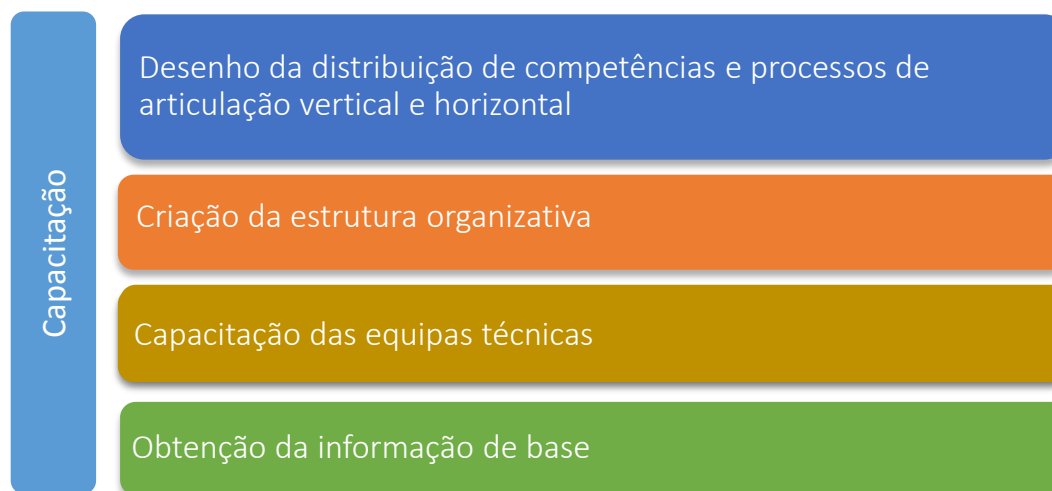 Capacitação
Desenho da distribuição de competências e processos de
articulação vertical e horizontal
Criação da estrutura organizativa
Capacitação das equipas técnicas
Obtenção da informação de base